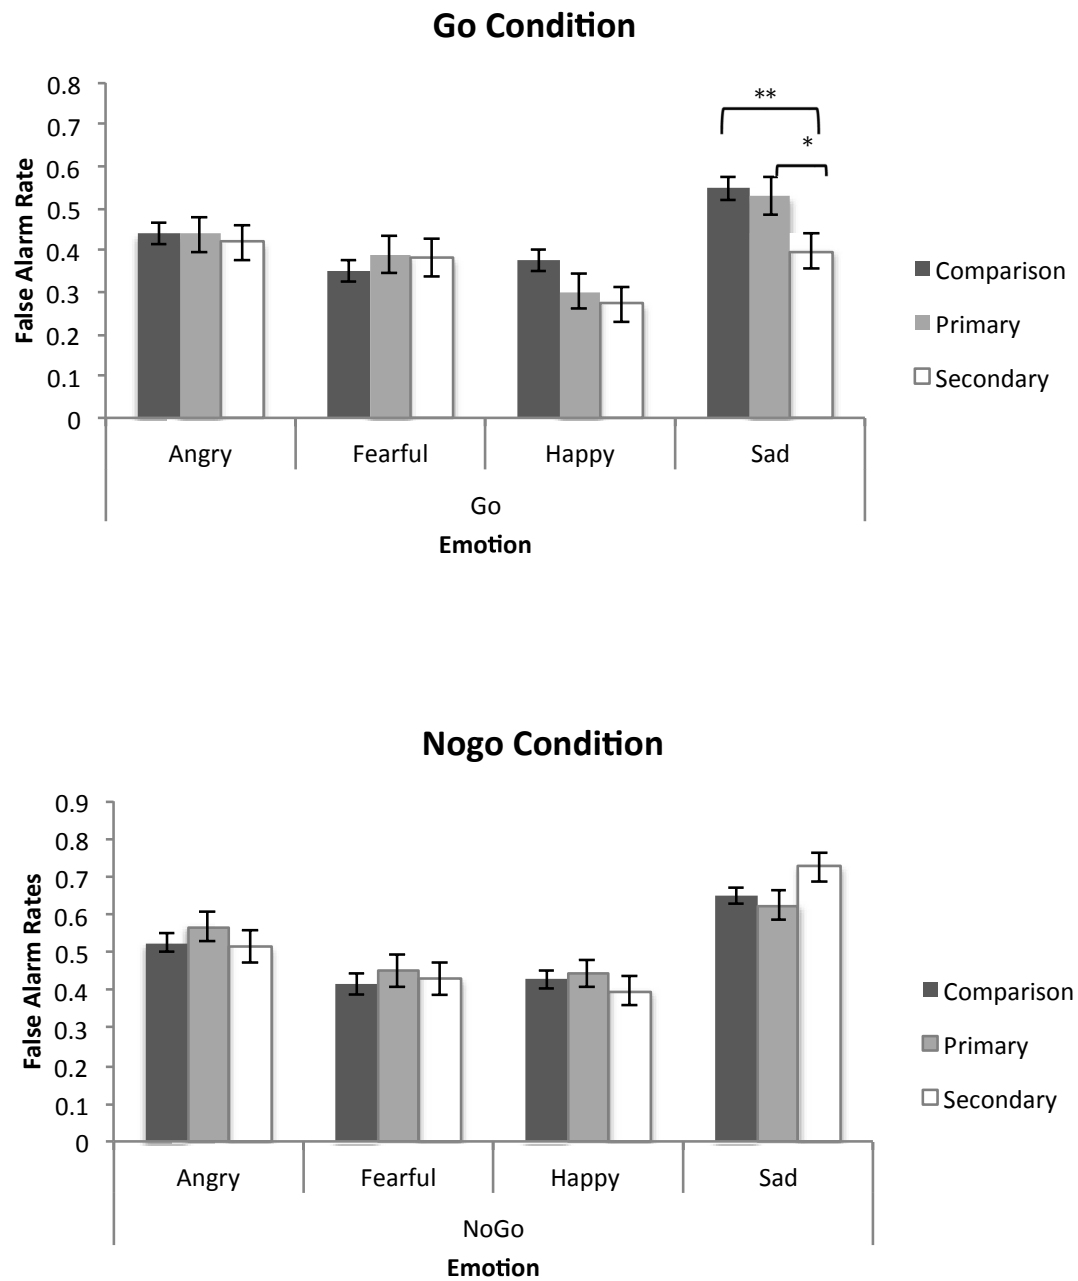 Go Condition
0.8
0.7
0.6
0.5
0.4
0.3
0.2
0.1
0
False Alarm Rate
**
*
Angry Fearful Happy Sad
Go
Emotion
Comparison
Primary
Secondary
Nogo Condition
0.9
0.8
0.7
0.6
0.5
0.4
0.3
0.2
0.1
0
False Alarm Rates
Angry Fearful Happy Sad
NoGo
Emotion
Comparison
Primary
Secondary